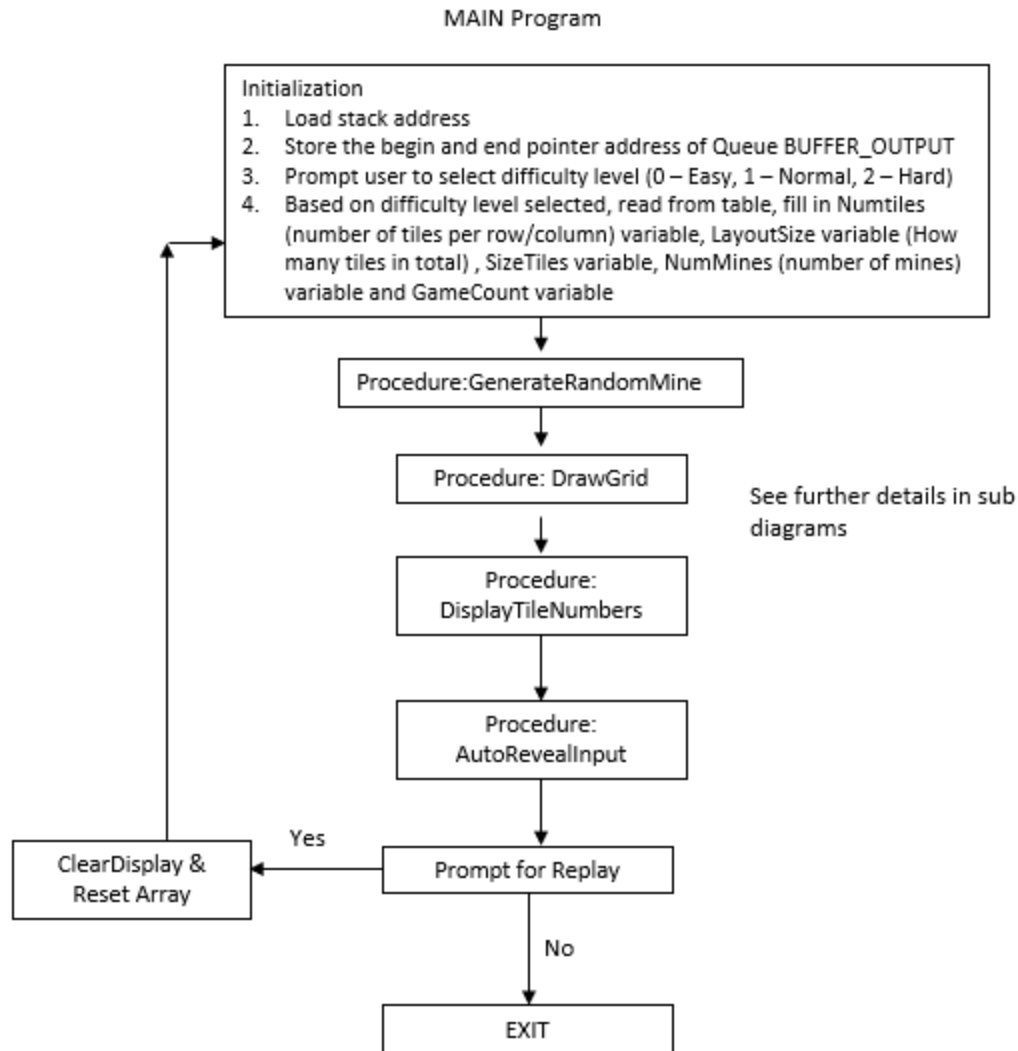 MAIN Program
Initialization
1. Load stack address
2. Store the begin and end pointer address of Queue BUFFER_OUTPUT
3. Prompt user to select difficulty level (0 – Easy, 1 – Normal, 2 – Hard)
4. Based on difficulty level selected, read from table, fill in Numtiles
(number of tiles per row/column) variable, LayoutSize variable (How
many tiles in total) , SizeTiles variable, NumMines (number of mines)
variable and GameCount variable
Procedure:GenerateRandomMine
Procedure: DrawGrid
See further details in sub
diagrams
Procedure:
DisplayTileNumbers
Procedure:
AutoRevealInput
Prompt for Replay
Yes
ClearDisplay &
Reset Array
No
EXIT